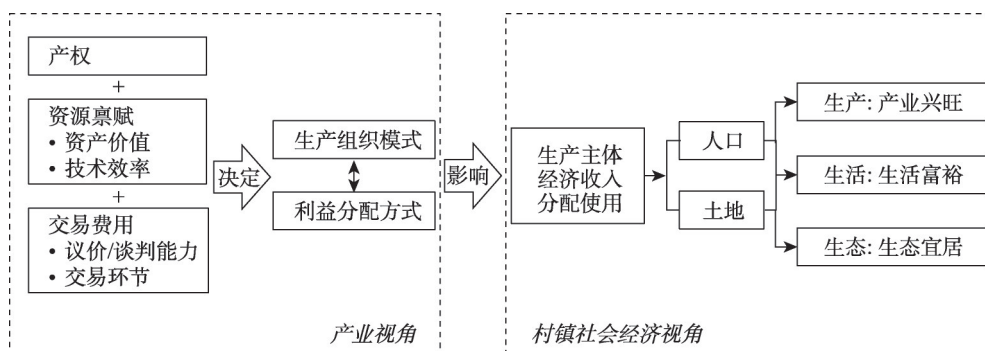 产权
+
资源禀赋
• 资产价值
• 技术效率
+
交易费用
• 议价/谈判能力
• 交易环节
决定
生产组织模式
利益分配方式
产业视角
影响
生产主体
经济收入
分配使用
人口
土地
生产: 产业兴旺
生活: 生活富裕
生态: 生态宜居
村镇社会经济视角